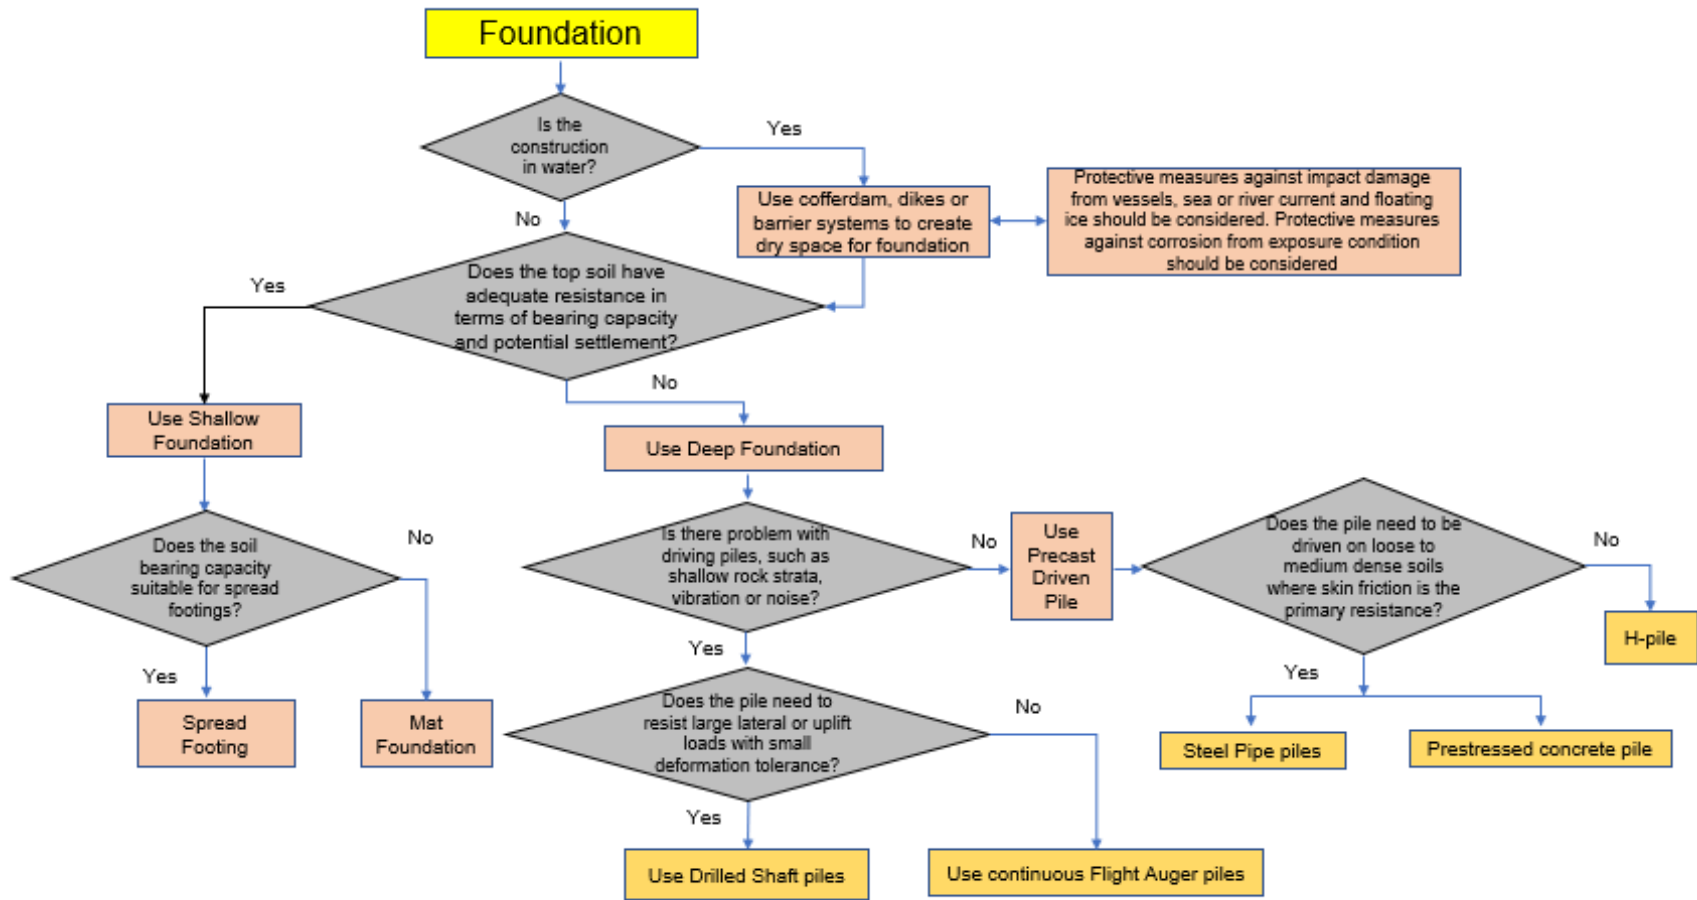 Foundation
Is the
construction
in water?
Yes
No
Use cofferdam, dikes or
barrier systems to create
dry space for foundation
Protective measures against impact damage
from vessels, sea or river current and floating
ice should be considered. Protective measures
against corrosion from exposure condition
should be considered
Does the top soil have
adequate resistance in
terms of bearing capacity
and potential settlement?
Yes
No
Use Shallow
Foundation
Use Deep Foundation
Does the soil
bearing capacity
suitable for spread
footings?
No
Yes
Spread
Footing
Mat
Foundation
Is there problem with
driving piles, such as
shallow rock strata,
vibration or noise?
No
Use
Precast
Driven
Pile
Does the pile need to be
driven on loose to
medium dense soils
where skin friction is the
primary resistance?
No
H-pile
Yes
Steel Pipe piles
Prestressed concrete pile
Yes
Does the pile need to
resist large lateral or uplift
loads with small
deformation tolerance?
No
Yes
Use Drilled Shaft piles
Use continuous Flight Auger piles